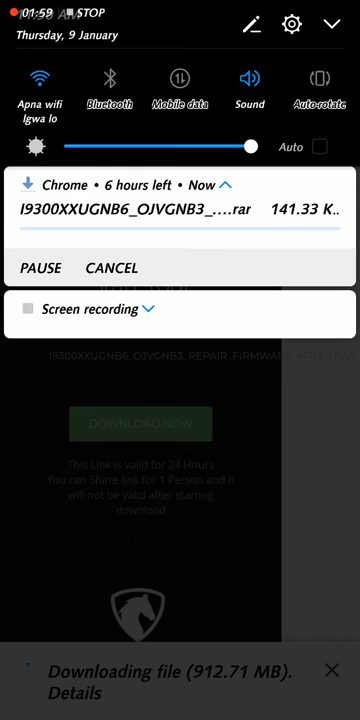 01:59 STOP
Thursday, 9 January
Apna wifi
lgwa lo
Bluetooth
Mobile data
Sound
Auto-rotate
Auto
Chrome • 6 hours left • Now
I9300XXUGNB6_OJVGNB3_....rar 141.33 K..
PAUSE CANCEL
Screen recording
I9300XXUGNB6_OJVGNB3_REPAIR_FIRMWARE_4FILES.RAR
DOWNLOAD NOW
This Link is valid for 24 Hours
You can Share link for 1 Person and it
will not be valid after starting
download
Downloading file (912.71 MB).
Details